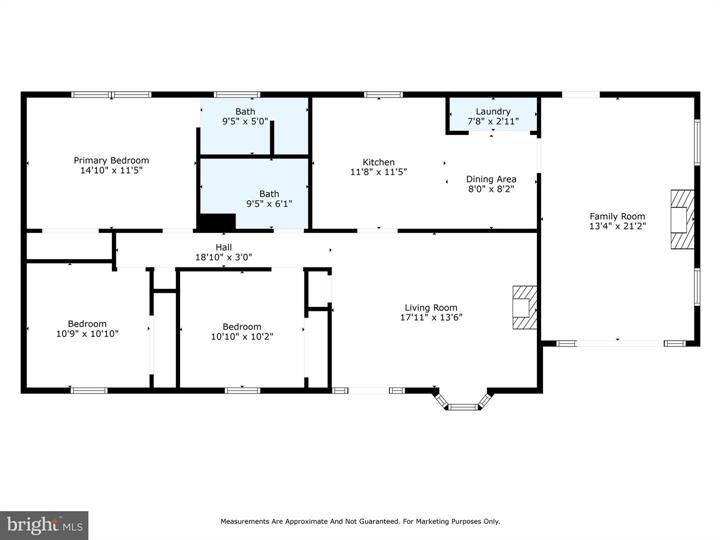 Bath
9'5" x 5'0"
Laundry
7'8" x 2'11"
Primary Bedroom
14'10" x 11'5"
Kitchen
11'8" x 11'5"
Dining Area
8'0" x 8'2"
Bath
9'5" x 6'1"
Family Room
13'4" x 21'2"
Hall
18'10" x 3'0"
Living Room
17'11" x 13'6"
Bedroom
10'9" x 10'10"
Bedroom
10'10" x 10'2"
bright MLS
Measurements Are Approximate And Not Guaranteed. For Marketing Purposes Only.